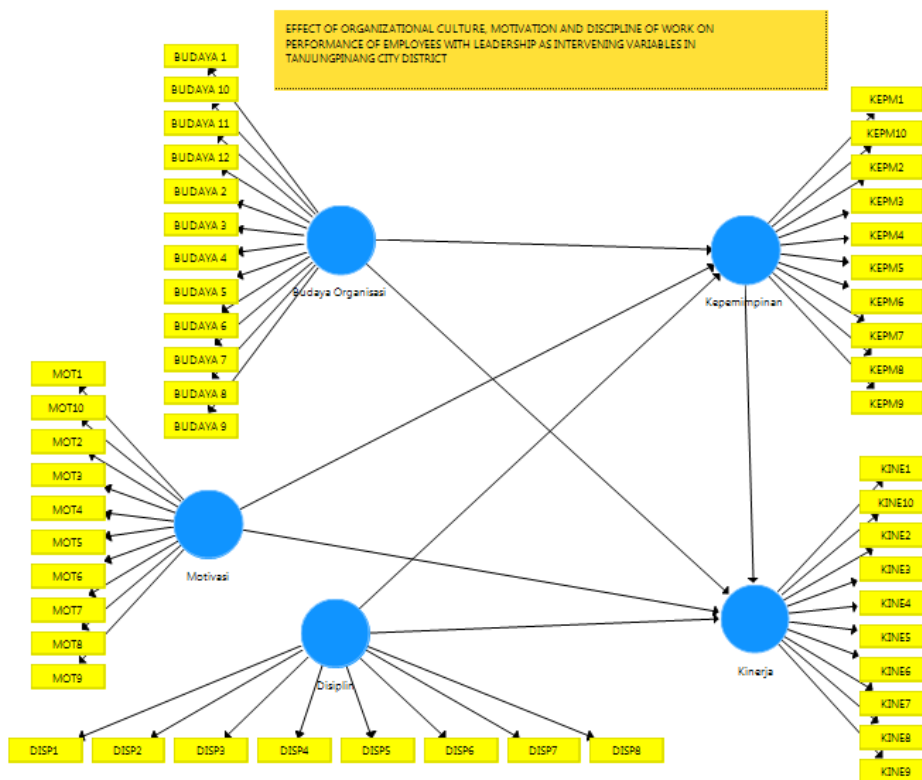 EFFECT OF ORGANIZATIONAL CULTURE, MOTIVATION AND DISCIPLINE OF WORK ON
PERFORMANCE OF EMPLOYEES WITH LEADERSHIP AS INTERVENING VARIABLES IN
TANJUNGPINANG CITY DISTRICT
BUDAYA 1
BUDAYA 10
BUDAYA 11
BUDAYA 12
BUDAYA 2
BUDAYA 3
BUDAYA 4
BUDAYA 5
BUDAYA 6
BUDAYA 7
BUDAYA 8
BUDAYA 9
Budaya Organisasi
KEPM1
KEPM10
KEPM2
KEPM3
KEPM4
KEPM5
KEPM6
KEPM7
KEPM8
KEPM9
Kepemimpinan
MOT1
MOT10
MOT2
MOT3
MOT4
MOT5
MOT6
MOT7
MOT8
MOT9
Motivasi
KINE1
KINE10
KINE2
KINE3
KINE4
KINE5
KINE6
KINE7
KINE8
KINE9
Kinerja
Disiplin
DISP1
DISP2
DISP3
DISP4
DISP5
DISP6
DISP7
DISP8